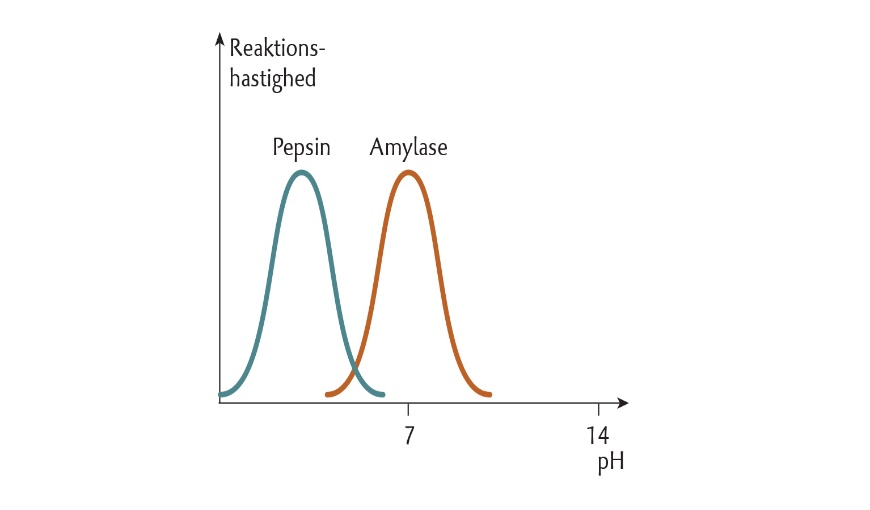 Reaktions-
hastighed
Pepsin
Amylase
7
14
pH